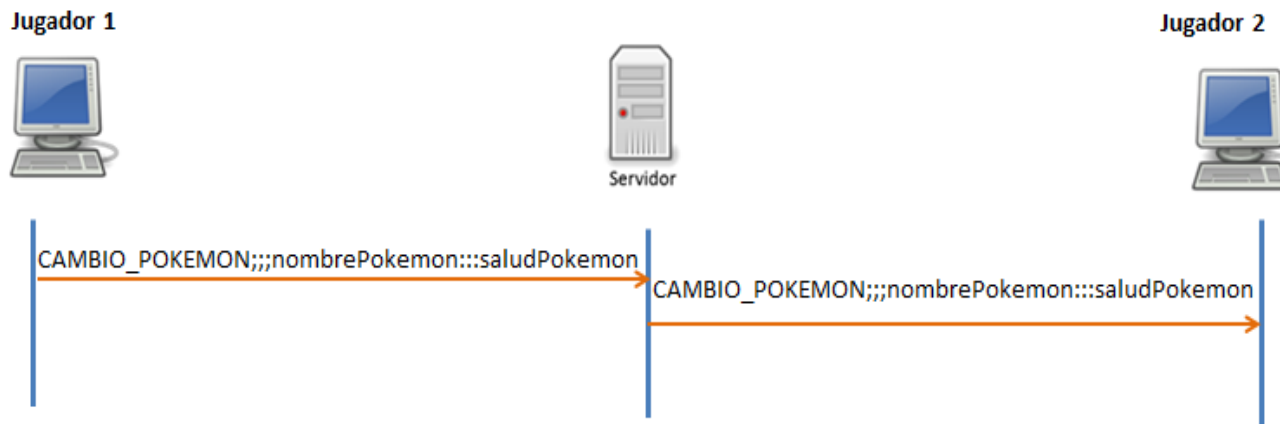 Jugador 1
Jugador 2
Servidor
CAMBIO_POKEMON;;;nombrePokemon:::saludPokemon
CAMBIO_POKEMON;;;nombrePokemon:::saludPokemon